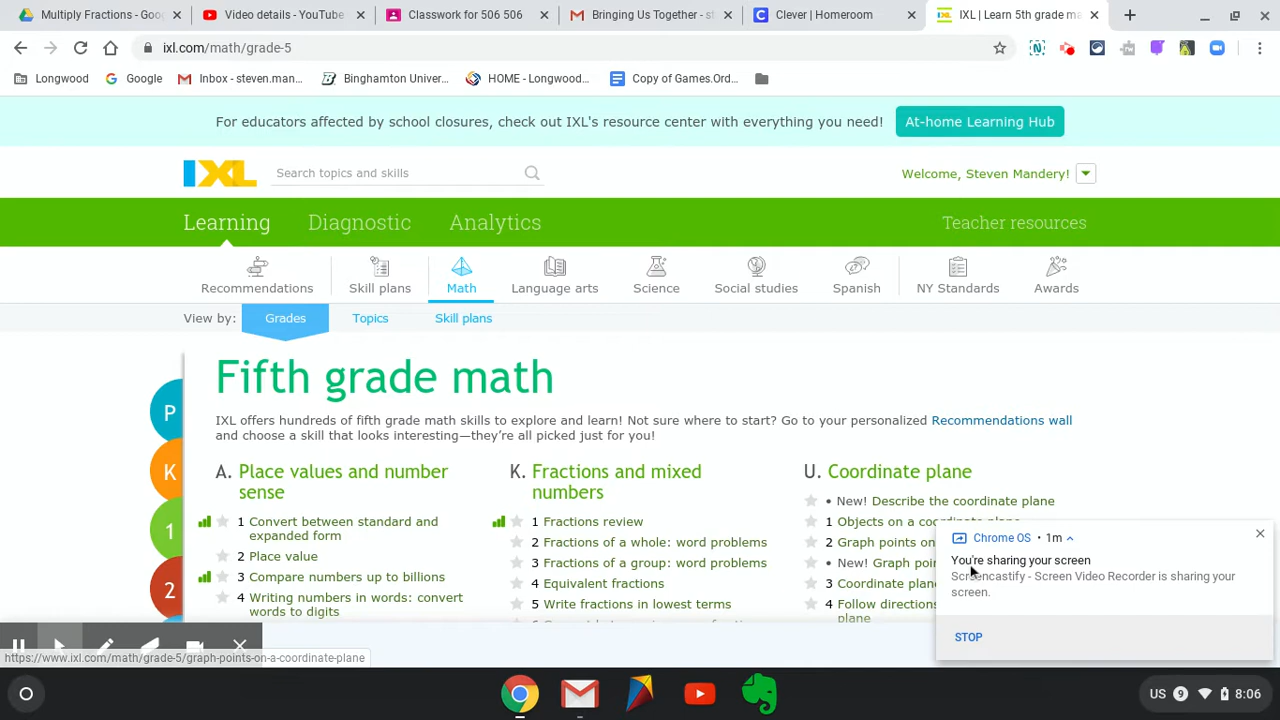 Multiply Fractions - Goo
Video details - YouTube
Classwork for 506 506
Bringing Us Together - s
Clever | Homeroom
IXL | Learn 5th grade ma
ixl.com/math/grade-5
Longwood
Google
Inbox - steven.man...
Binghamton Univer...
HOME - Longwood...
Copy of Games.Ord...
For educators affected by school closures, check out IXL's resource center with everything you need!
At-home Learning Hub
IXL
Search topics and skills
Welcome, Steven Mandery!
Learning
Diagnostic
Analytics
Teacher resources
Recommendations
Skill plans
Math
Language arts
Science
Social studies
Spanish
NY Standards
Awards
View by:
Grades
Topics
Skill plans
P
K
1
2
Fifth grade math
IXL offers hundreds of fifth grade math skills to explore and learn! Not sure where to start? Go to your personalized Recommendations wall
and choose a skill that looks interesting—they're all picked just for you!
A. Place values and number
sense
1 Convert between standard and
expanded form
2 Place value
3 Compare numbers up to billions
4 Writing numbers in words: convert
words to digits
K. Fractions and mixed
numbers
1 Fractions review
2 Fractions of a whole: word problems
3 Fractions of a group: word problems
4 Equivalent fractions
5 Write fractions in lowest terms
U. Coordinate plane
• New! Describe the coordinate plane
1 Objects on a coordinate plane
2 Graph points on
• New! Graph poi
3 Coordinate plane
4 Follow directions
plane
Chrome OS • 1m
You're sharing your screen
Screencastify - Screen Video Recorder is sharing your
screen.
STOP
https://www.ixl.com/math/grade-5/graph-points-on-a-coordinate-plane
US
9
8:06